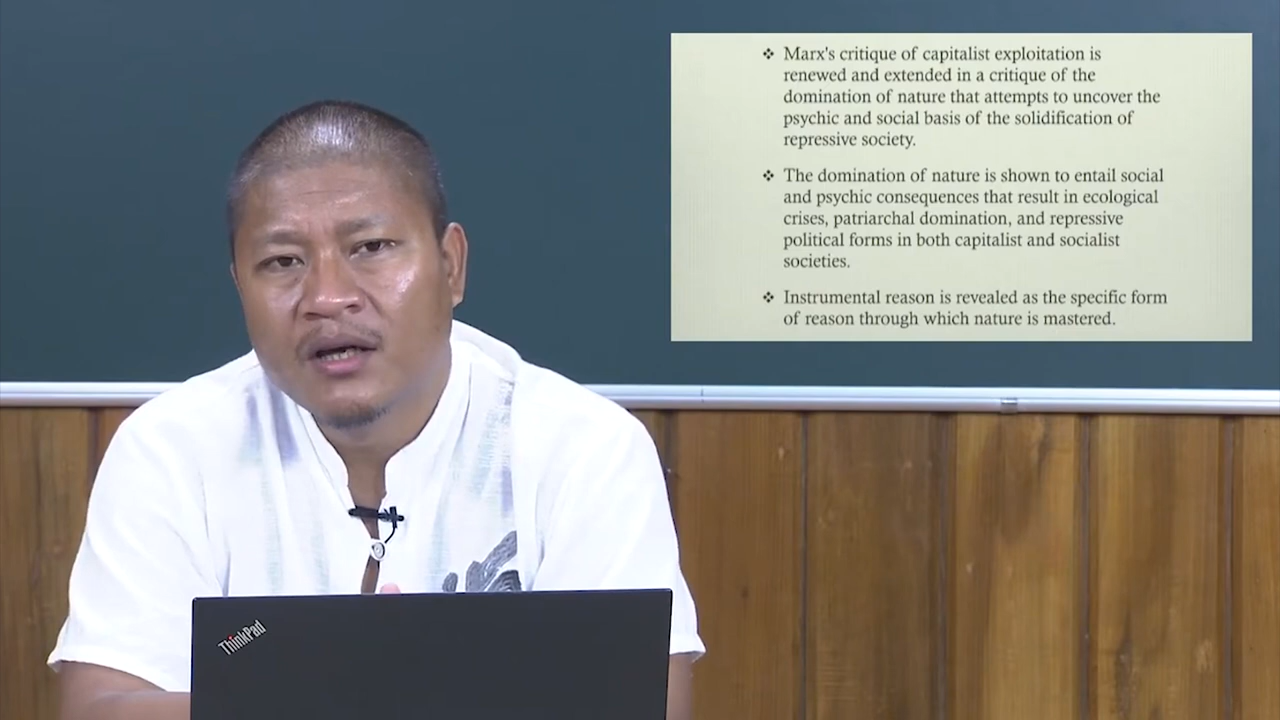 ❖ Marx's critique of capitalist exploitation is
renewed and extended in a critique of the
domination of nature that attempts to uncover the
psychic and social basis of the solidification of
repressive society.
❖ The domination of nature is shown to entail social
and psychic consequences that result in ecological
crises, patriarchal domination, and repressive
political forms in both capitalist and socialist
societies.
❖ Instrumental reason is revealed as the specific form
of reason through which nature is mastered.
ThinkPad